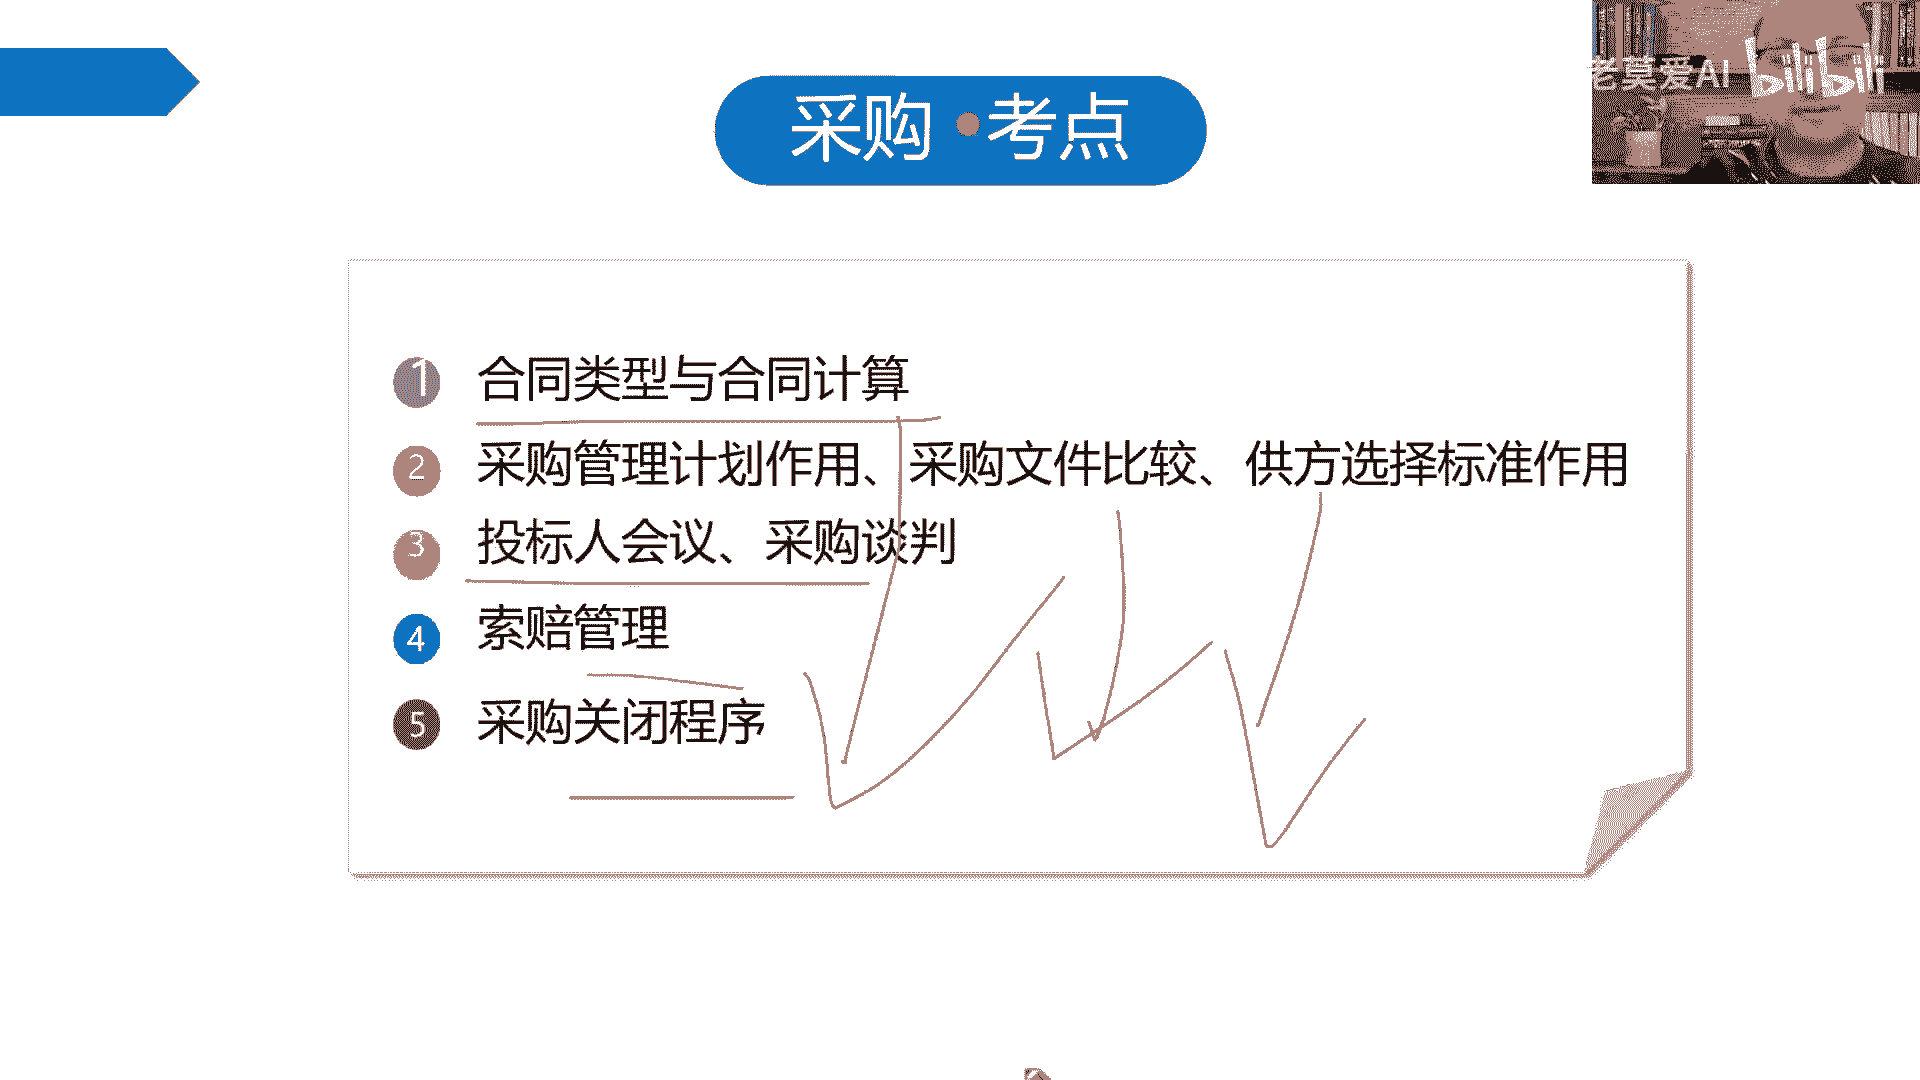 老莫爱AI bilibili
采购·考点
1 合同类型与合同计算
2 采购管理计划作用、采购文件比较、供方选择标准作用
3 投标人会议、采购谈判
4 索赔管理
5 采购关闭程序